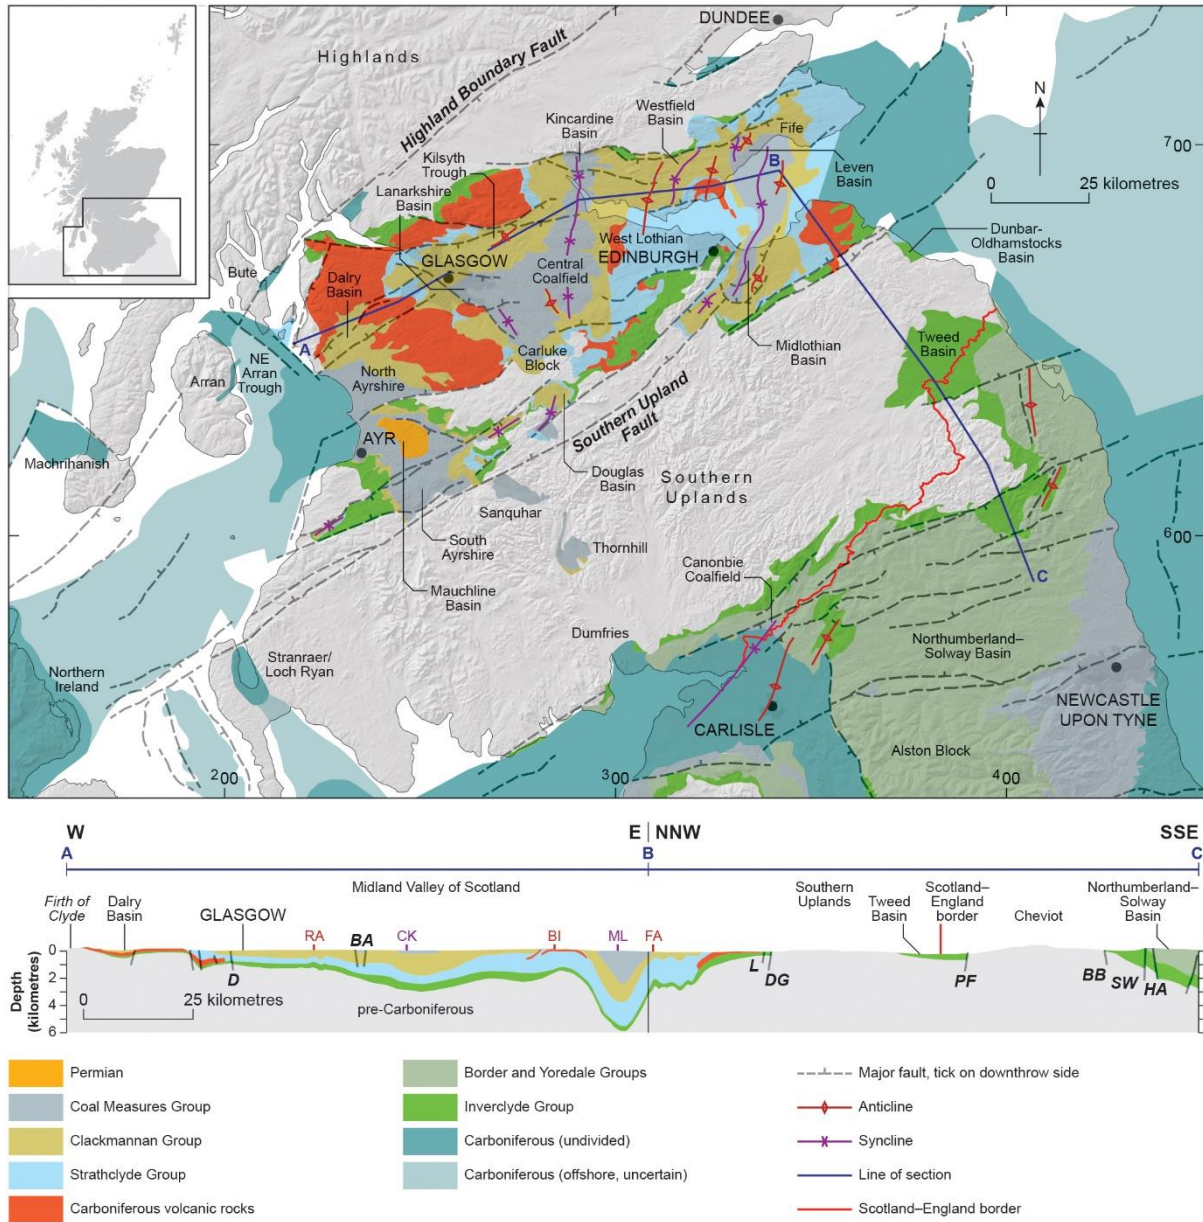 DUNDEE
Highlands
Highland Boundary Fault
Westfield
Basin
Kincardine
Basin
Fife
N
Kilsyth
Trough
Leven
Basin
B
700
Lanarkshire
Basin
0 25 kilometres
West Lothian
EDINBURGH
Dunbar-
Oldhamstocks
Basin
Bute
GLASGOW
Central
Coalfield
Dalry
Basin
A
Midlothian
Basin
Tweed
Basin
NE
Arran
Trough
Carluke
Block
North
Ayrshire
Arran
Southern Upland
Fault
AYR
Machrihanish
Douglas
Basin
Southern
Uplands
Sanquhar
South
Ayrshire
Thornhill
600
Canonbie
Coalfield
C
Mauchline
Basin
Dumfries
Northumberland–
Solway Basin
Stranraer/
Loch Ryan
Northern
Ireland
NEWCASTLE
UPON TYNE
CARLISLE
Alston Block
200 300 400
W E NNW SSE
A B C
Midland Valley of Scotland
Firth of
Clyde
Dalry
Basin
GLASGOW
Southern
Uplands
Tweed
Basin
Scotland–
England
border
Cheviot
Northumberland–
Solway
Basin
RA BA CK BI ML FA
D L DG PF BB SW HA
Depth
(kilometres)
0
2
4
6
0
2
4
6
0 25 kilometres
pre-Carboniferous
Permian
Coal Measures Group
Clackmannan Group
Strathclyde Group
Carboniferous volcanic rocks
Border and Yoredale Groups
Inverclyde Group
Carboniferous (undivided)
Carboniferous (offshore, uncertain)
Major fault, tick on downthrow side
Anticline
Syncline
Line of section
Scotland–England border